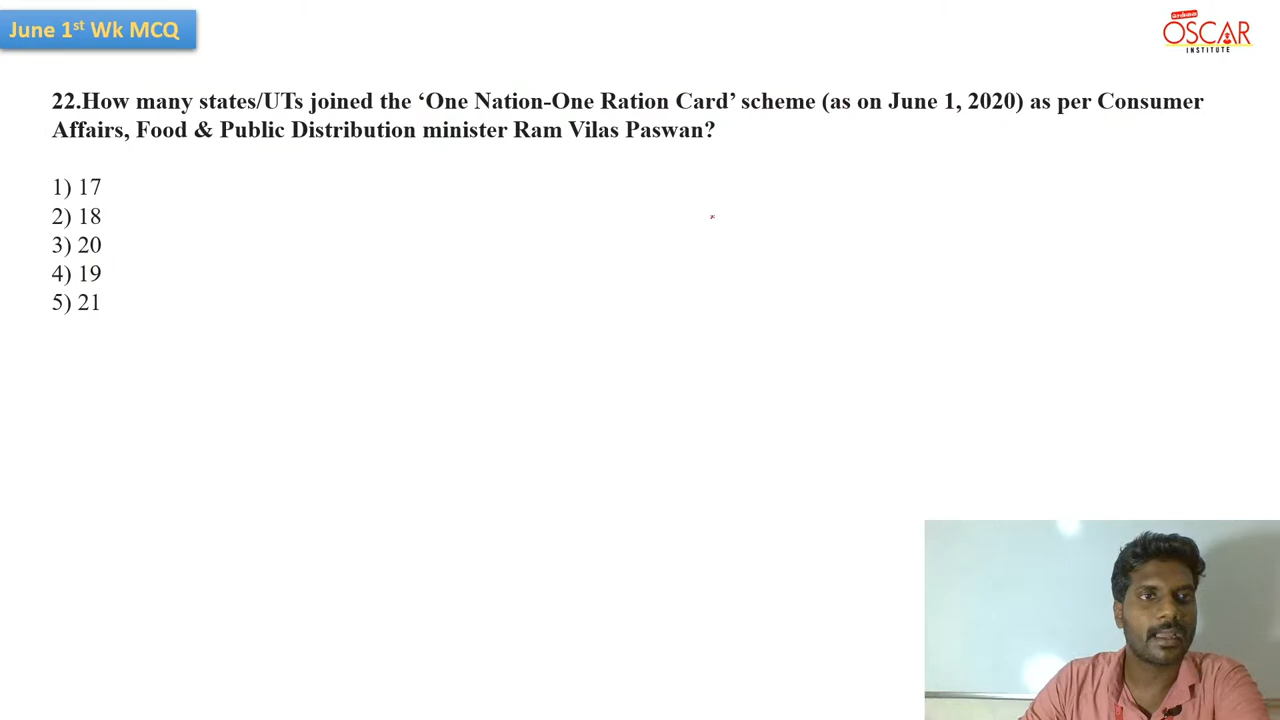 June 1st Wk MCQ
OSCAR
INSTITUTE
22.How many states/UTs joined the ‘One Nation-One Ration Card’ scheme (as on June 1, 2020) as per Consumer
Affairs, Food & Public Distribution minister Ram Vilas Paswan?
1) 17
2) 18
3) 20
4) 19
5) 21